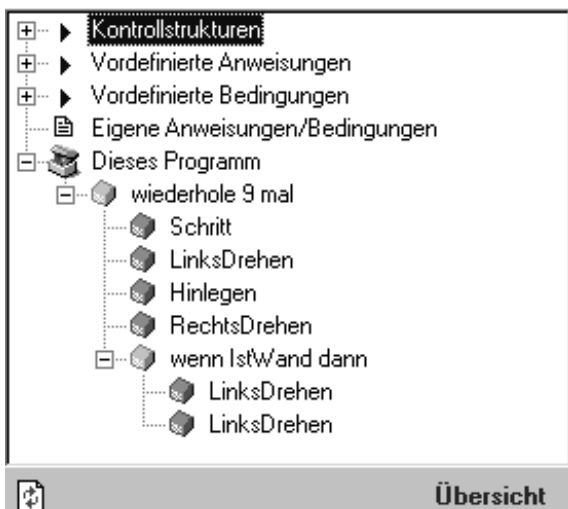 Kontrollstrukturen
Vordefinierte Anweisungen
Vordefinierte Bedingungen
Eigene Anweisungen/Bedingungen
Dieses Programm
wiederhole 9 mal
Schritt
LinksDrehen
Hinlegen
RechtsDrehen
wenn IstWand dann
LinksDrehen
LinksDrehen
Übersicht